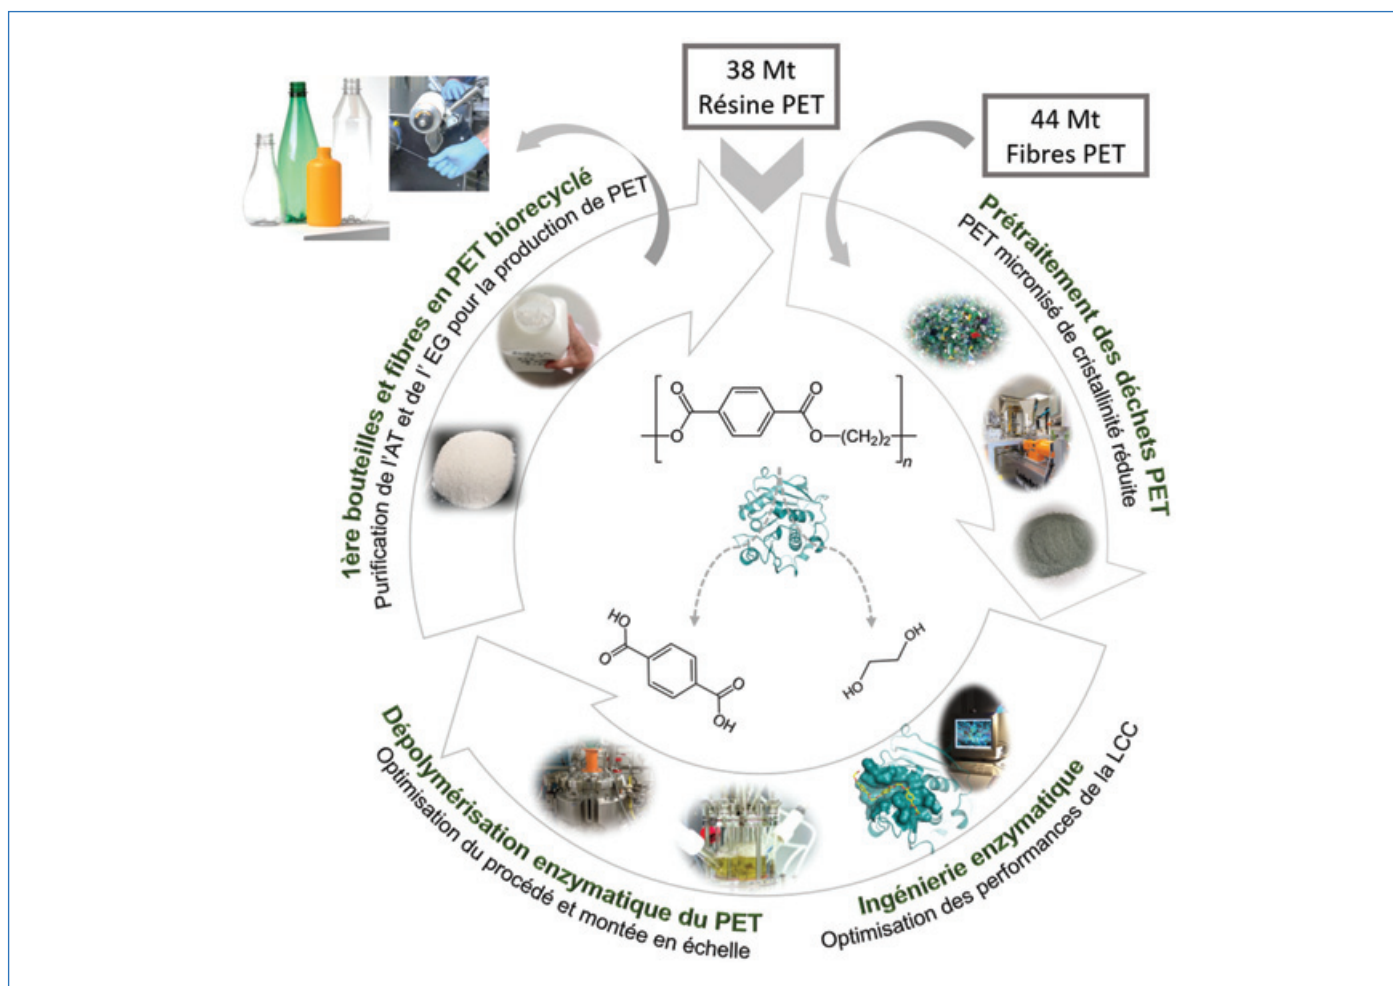 38 Mt
Résine PET
44 Mt
Fibres PET
Prétraitement des déchets PET
PET micronisé de cristallinité réduite
Ingénierie enzymatique
Optimisation des performances de la LCC
Dépolymérisation enzymatique du PET
Optimisation du procédé et montée en échelle
1ère bouteilles et fibres en PET biorecyclé
Purification de l'AT et de l' EG pour la production de PET
O
O
O
O—(CH2)2
n
HO
O
O
OH
OH
HO